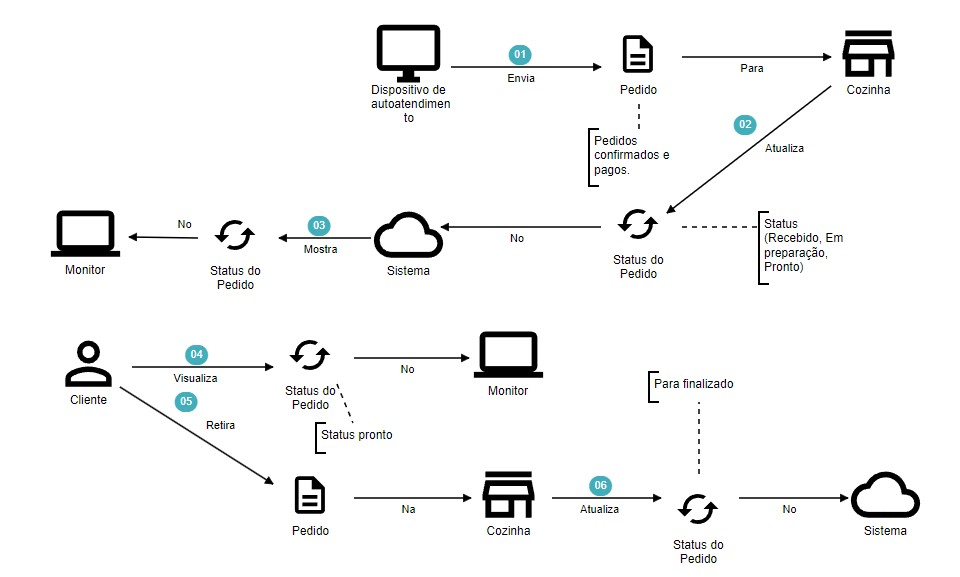 01
Envia
Para
Dispositivo de
autoatendimen
to
Pedido
Cozinha
Pedidos
confirmados e
pagos.
02
Atualiza
No
03
Mostra
No
Status
(Recebido, Em
preparação,
Pronto)
Monitor
Status do
Pedido
Sistema
Status do
Pedido
04
Visualiza
No
Cliente
Status do
Pedido
Monitor
Para finalizado
05
Retira
Status pronto
06
Na
Atualiza
No
Pedido
Cozinha
Status do
Pedido
Sistema